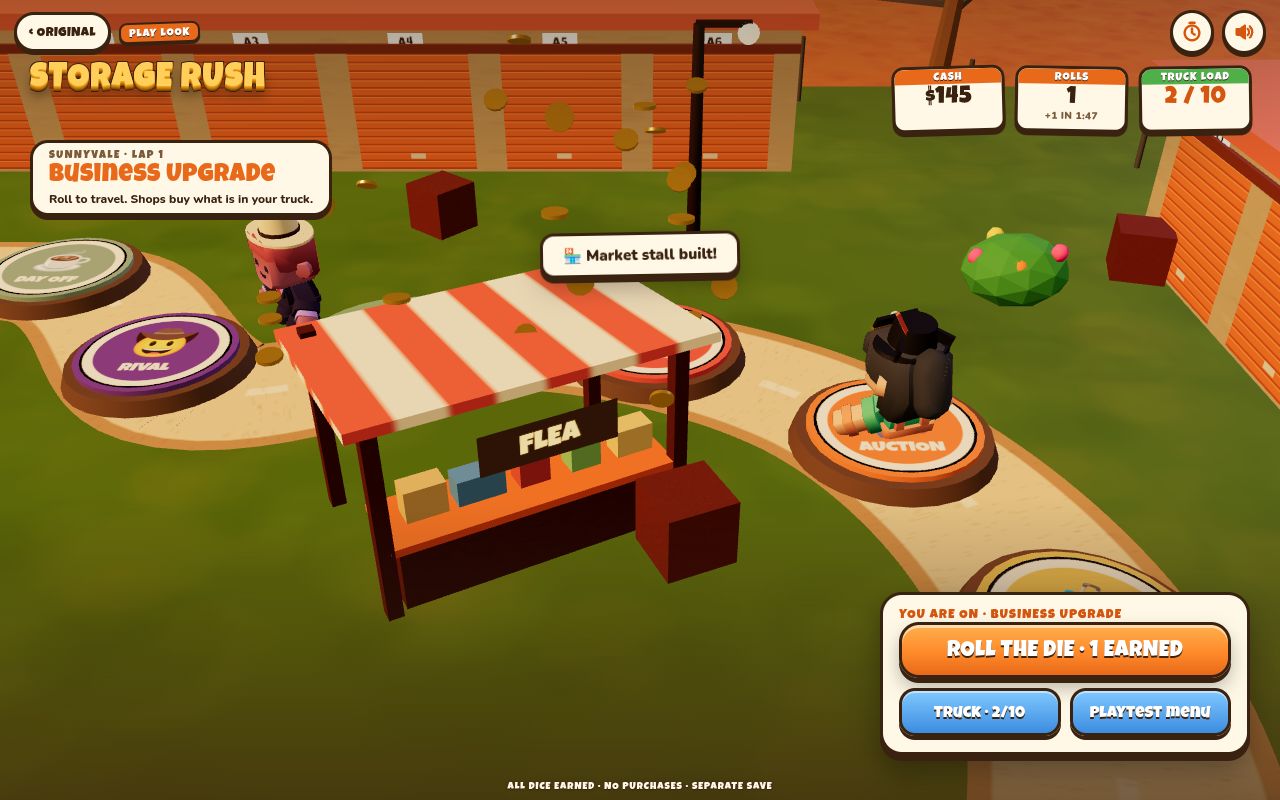 ‹ ORIGINAL
PLAY LOOK
A3
A4
A5
A6
STORAGE RUSH
CASH
$145
ROLLS
1
+1 IN 1:47
TRUCK LOAD
2 / 10
SUNNYVALE · LAP 1
BUSINESS UPGRADE
Roll to travel. Shops buy what is in your truck.
🏪 Market stall built!
DAY OFF
RIVAL
FLEA
AUCTION
YOU ARE ON · BUSINESS UPGRADE
ROLL THE DIE · 1 EARNED
TRUCK · 2/10
PLAYTEST MENU
ALL DICE EARNED · NO PURCHASES · SEPARATE SAVE